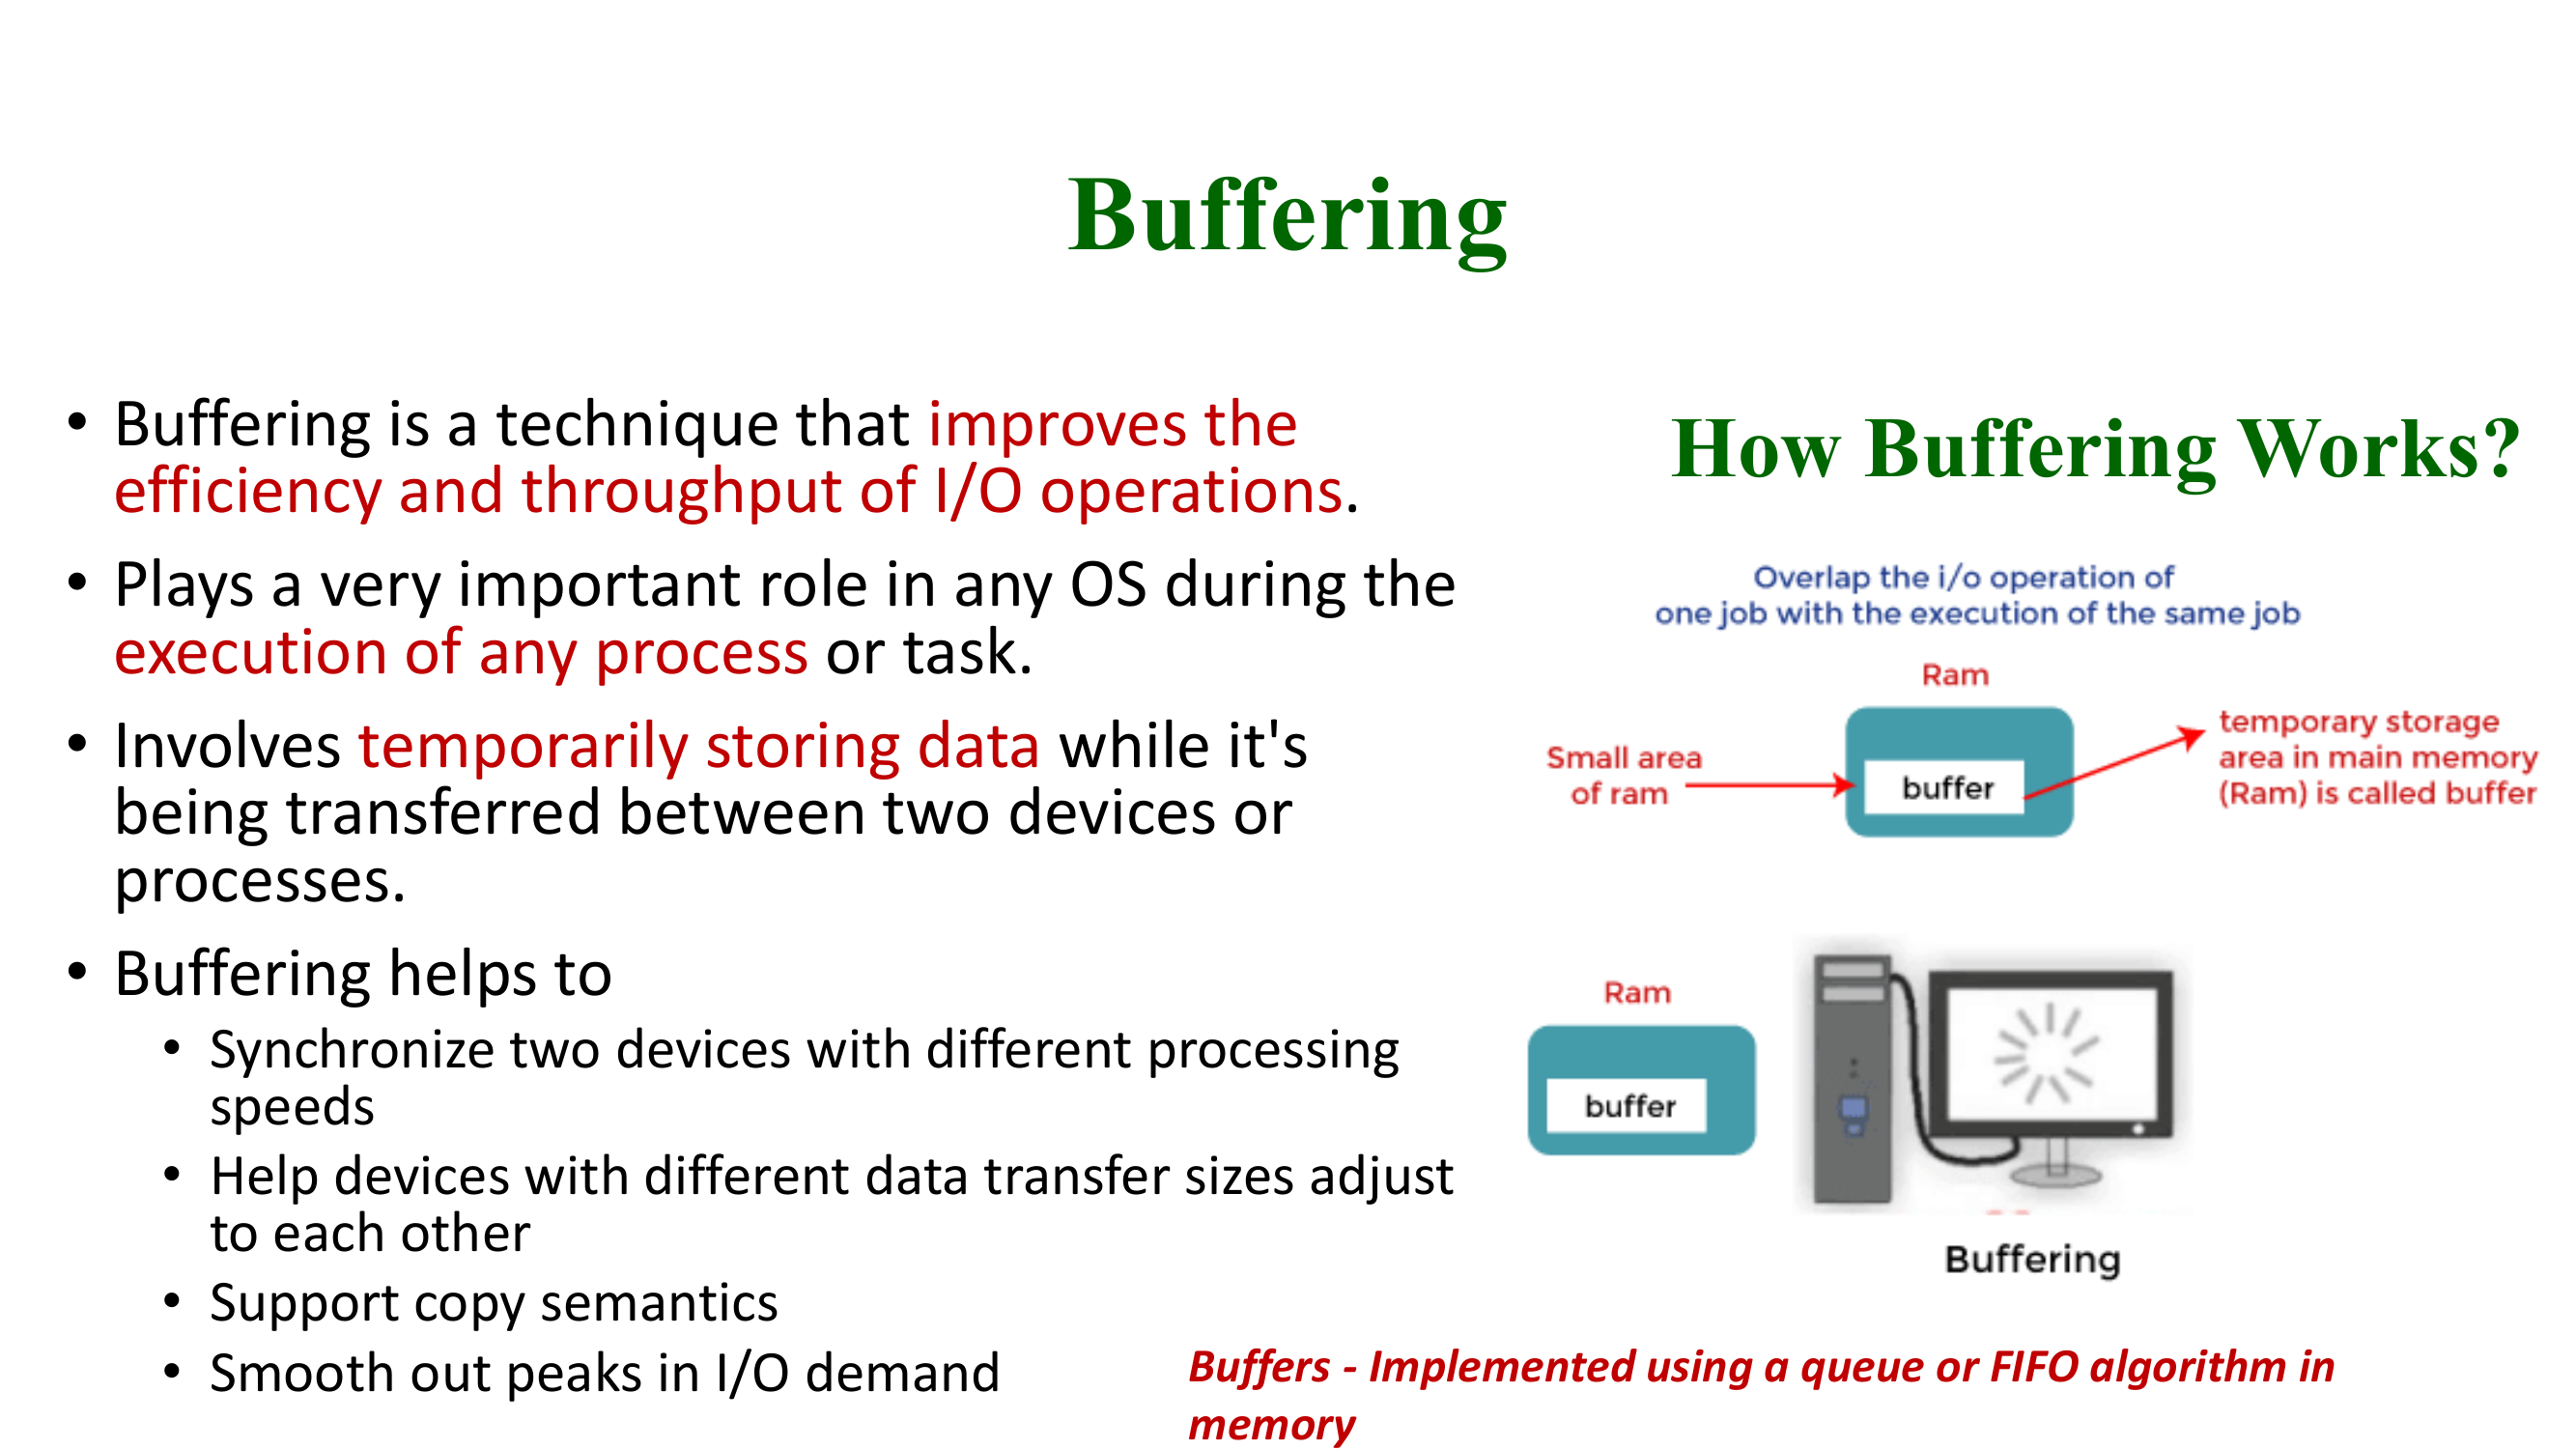 Buffering
• Buffering is a technique that improves the
efficiency and throughput of I/O operations.
• Plays a very important role in any OS during the
execution of any process or task.
• Involves temporarily storing data while it's
being transferred between two devices or
processes.
• Buffering helps to
• Synchronize two devices with different processing
speeds
• Help devices with different data transfer sizes adjust
to each other
• Support copy semantics
• Smooth out peaks in I/O demand
How Buffering Works?
Overlap the i/o operation of
one job with the execution of the same job
Ram
Small area
of ram
buffer
temporary storage
area in main memory
(Ram) is called buffer
Ram
buffer
Buffering
Buffers - Implemented using a queue or FIFO algorithm in
memory